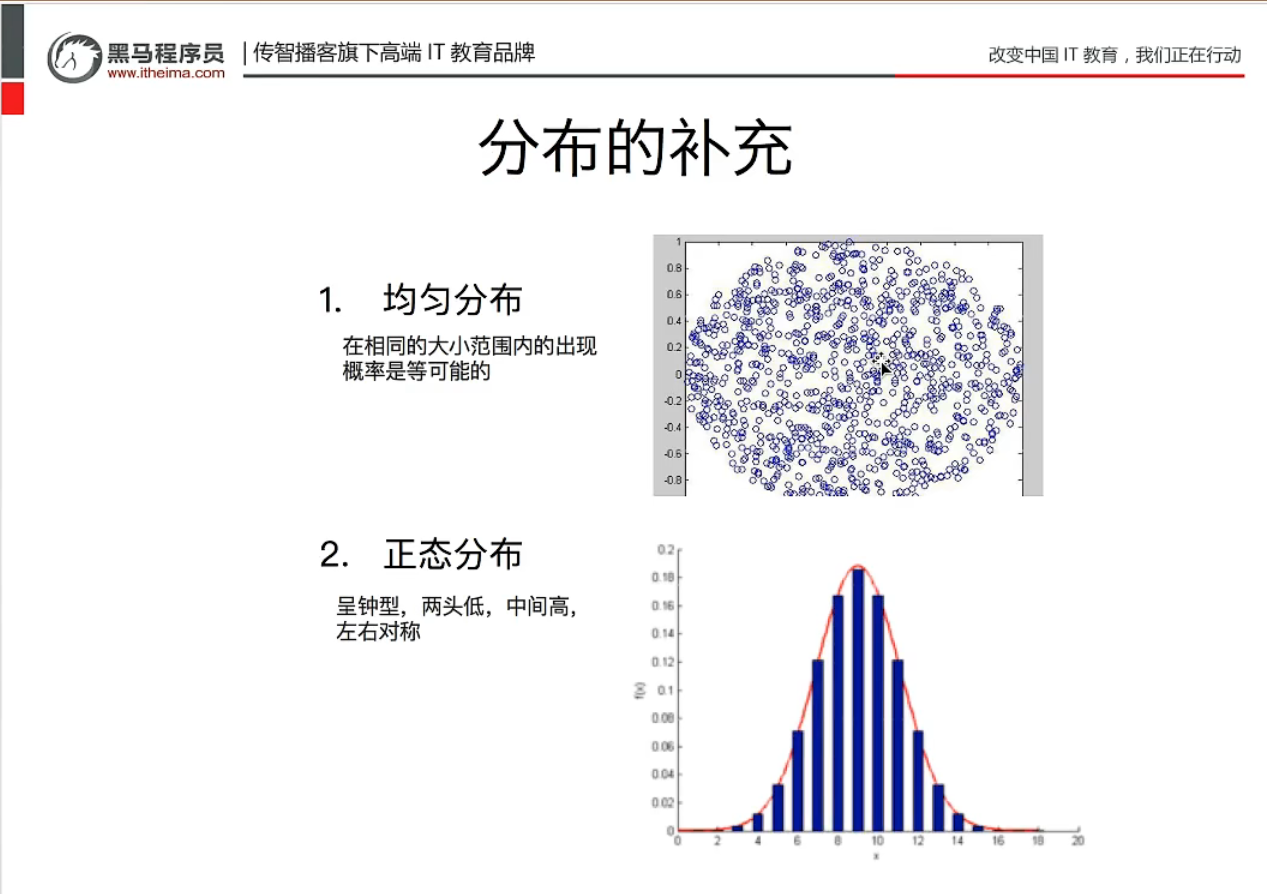 黑马程序员
www.itheima.com
传智播客旗下高端 IT 教育品牌
改变中国 IT 教育，我们正在行动
分布的补充
1. 均匀分布
在相同的大小范围内的出现
概率是等可能的
1
0.8
0.6
0.4
0.2
0
-0.2
-0.4
-0.6
-0.8
2. 正态分布
呈钟型，两头低，中间高，
左右对称
0.2
0.18
0.16
0.14
0.12
0.1
0.08
0.06
0.04
0.02
0
f(x)
0 2 4 6 8 10 12 14 16 18 20
x